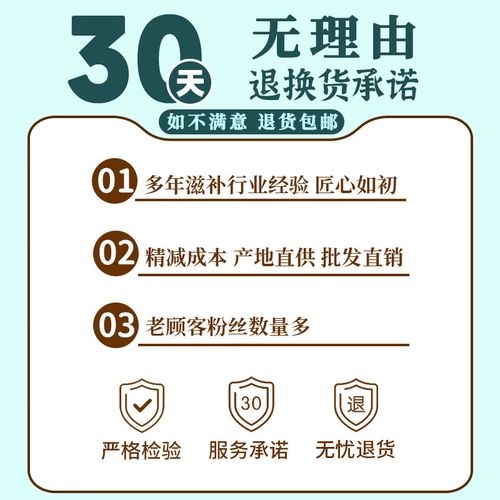 30天
无理由
退换货承诺
如不满意 退货包邮
01 多年滋补行业经验 匠心如初
02 精减成本 产地直供 批发直销
03 老顾客粉丝数量多
30 退
严格检验 服务承诺 无忧退货